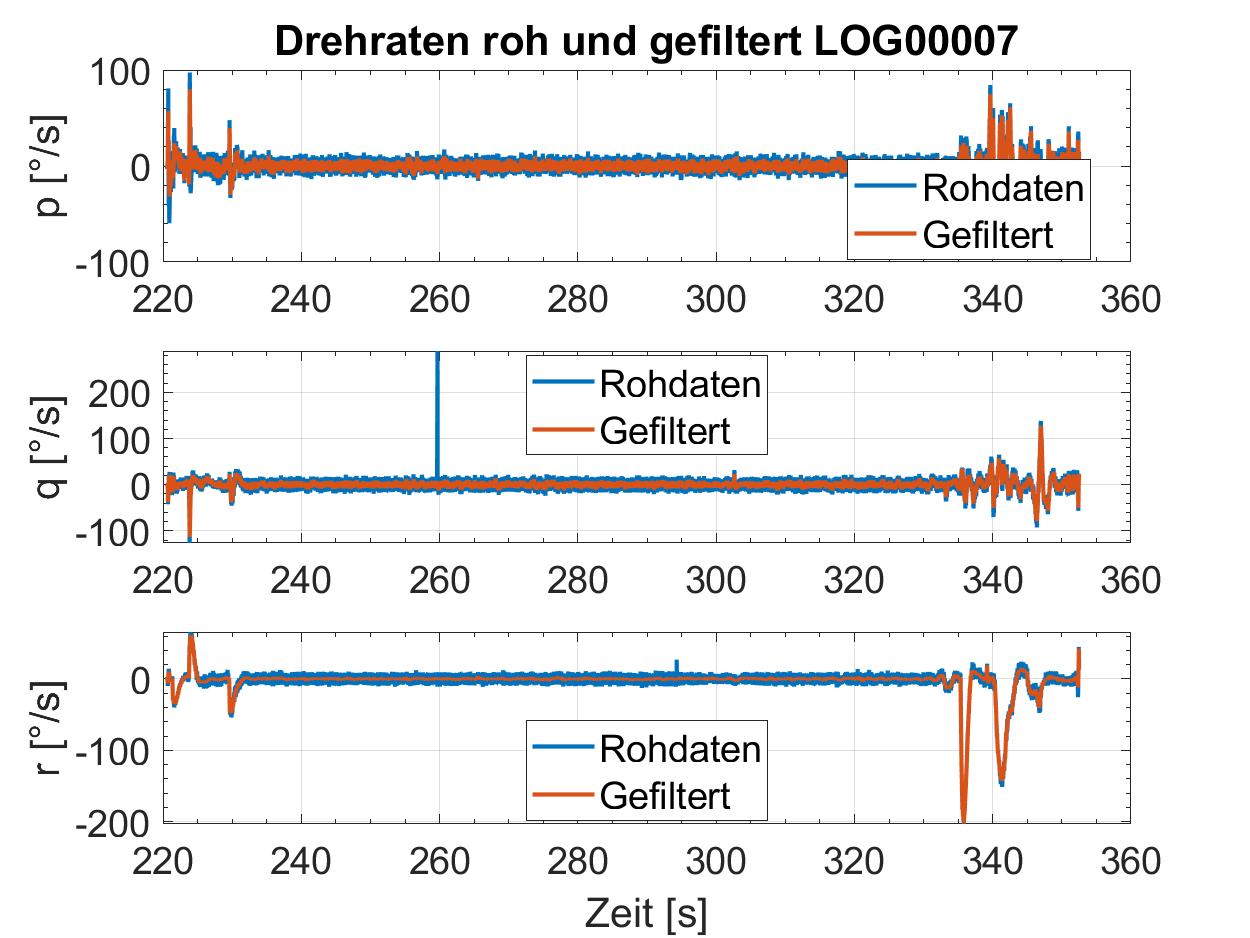 Drehraten roh und gefiltert LOG00007
100
0
-100
p [°/s]
Rohdaten
Gefiltert
220 240 260 280 300 320 340 360
200
100
0
-100
q [°/s]
Rohdaten
Gefiltert
220 240 260 280 300 320 340 360
0
-100
-200
r [°/s]
Rohdaten
Gefiltert
220 240 260 280 300 320 340 360
Zeit [s]